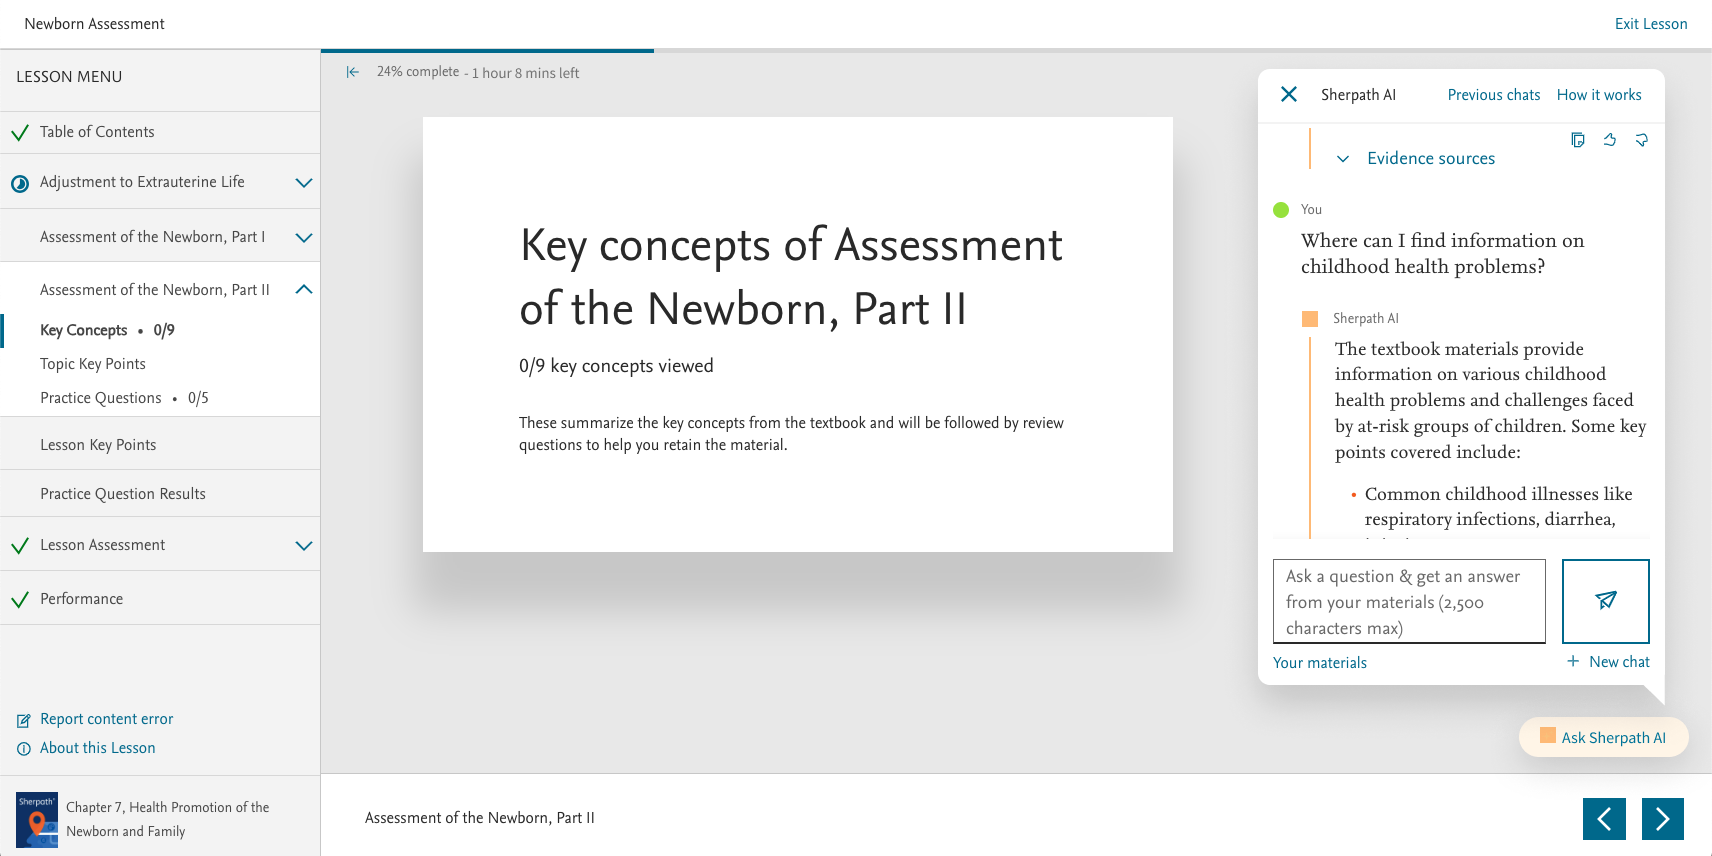 Newborn Assessment
Exit Lesson
LESSON MENU
Table of Contents
Adjustment to Extrauterine Life
Assessment of the Newborn, Part I
Assessment of the Newborn, Part II
Key Concepts • 0/9
Topic Key Points
Practice Questions • 0/5
Lesson Key Points
Practice Question Results
Lesson Assessment
Performance
Report content error
About this Lesson
Sherpath
Chapter 7, Health Promotion of the
Newborn and Family
24% complete - 1 hour 8 mins left
Key concepts of Assessment
of the Newborn, Part II
0/9 key concepts viewed
These summarize the key concepts from the textbook and will be followed by review
questions to help you retain the material.
Sherpath AI
Previous chats
How it works
Evidence sources
You
Where can I find information on
childhood health problems?
Sherpath AI
The textbook materials provide
information on various childhood
health problems and challenges faced
by at-risk groups of children. Some key
points covered include:
• Common childhood illnesses like
respiratory infections, diarrhea,
Ask a question & get an answer
from your materials (2,500
characters max)
Your materials
+ New chat
Ask Sherpath AI
Assessment of the Newborn, Part II